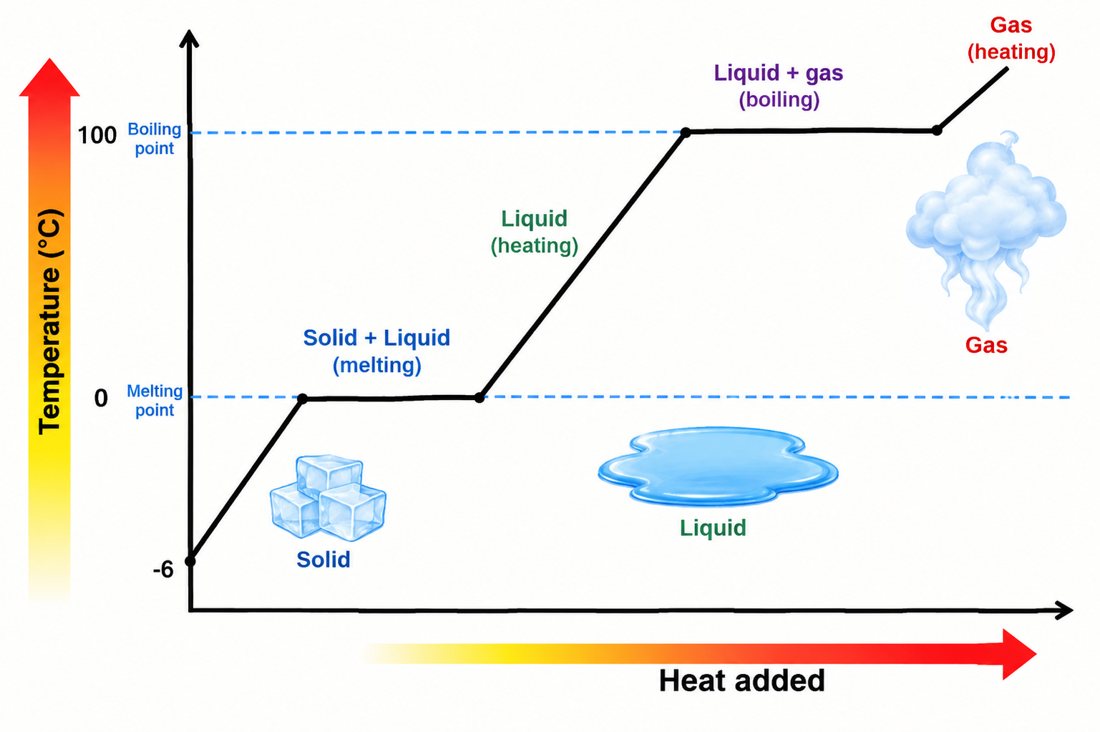 Gas
(heating)
Liquid + gas
(boiling)
100
Boiling
point
Liquid
(heating)
Temperature (°C)
Solid + Liquid
(melting)
Gas
0
Melting
point
Solid
Liquid
-6
Heat added